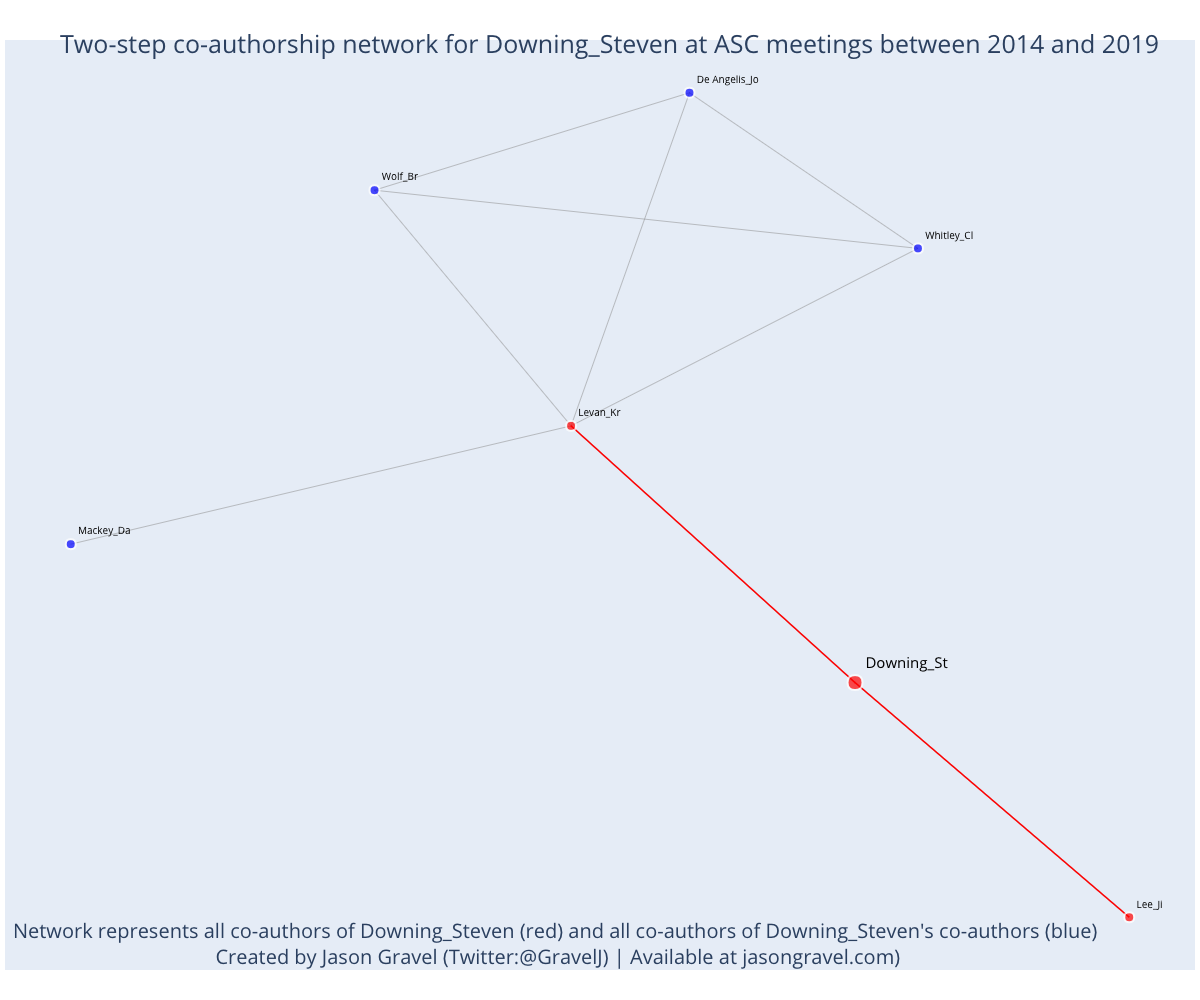 Two-step co-authorship network for Downing_Steven at ASC meetings between 2014 and 2019
De Angelis_Jo
Wolf_Br
Whitley_Cl
Levan_Kr
Mackey_Da
Downing_St
Lee_Ji
Network represents all co-authors of Downing_Steven (red) and all co-authors of Downing_Steven's co-authors (blue)
Created by Jason Gravel (Twitter:@GravelJ) | Available at jasongravel.com)